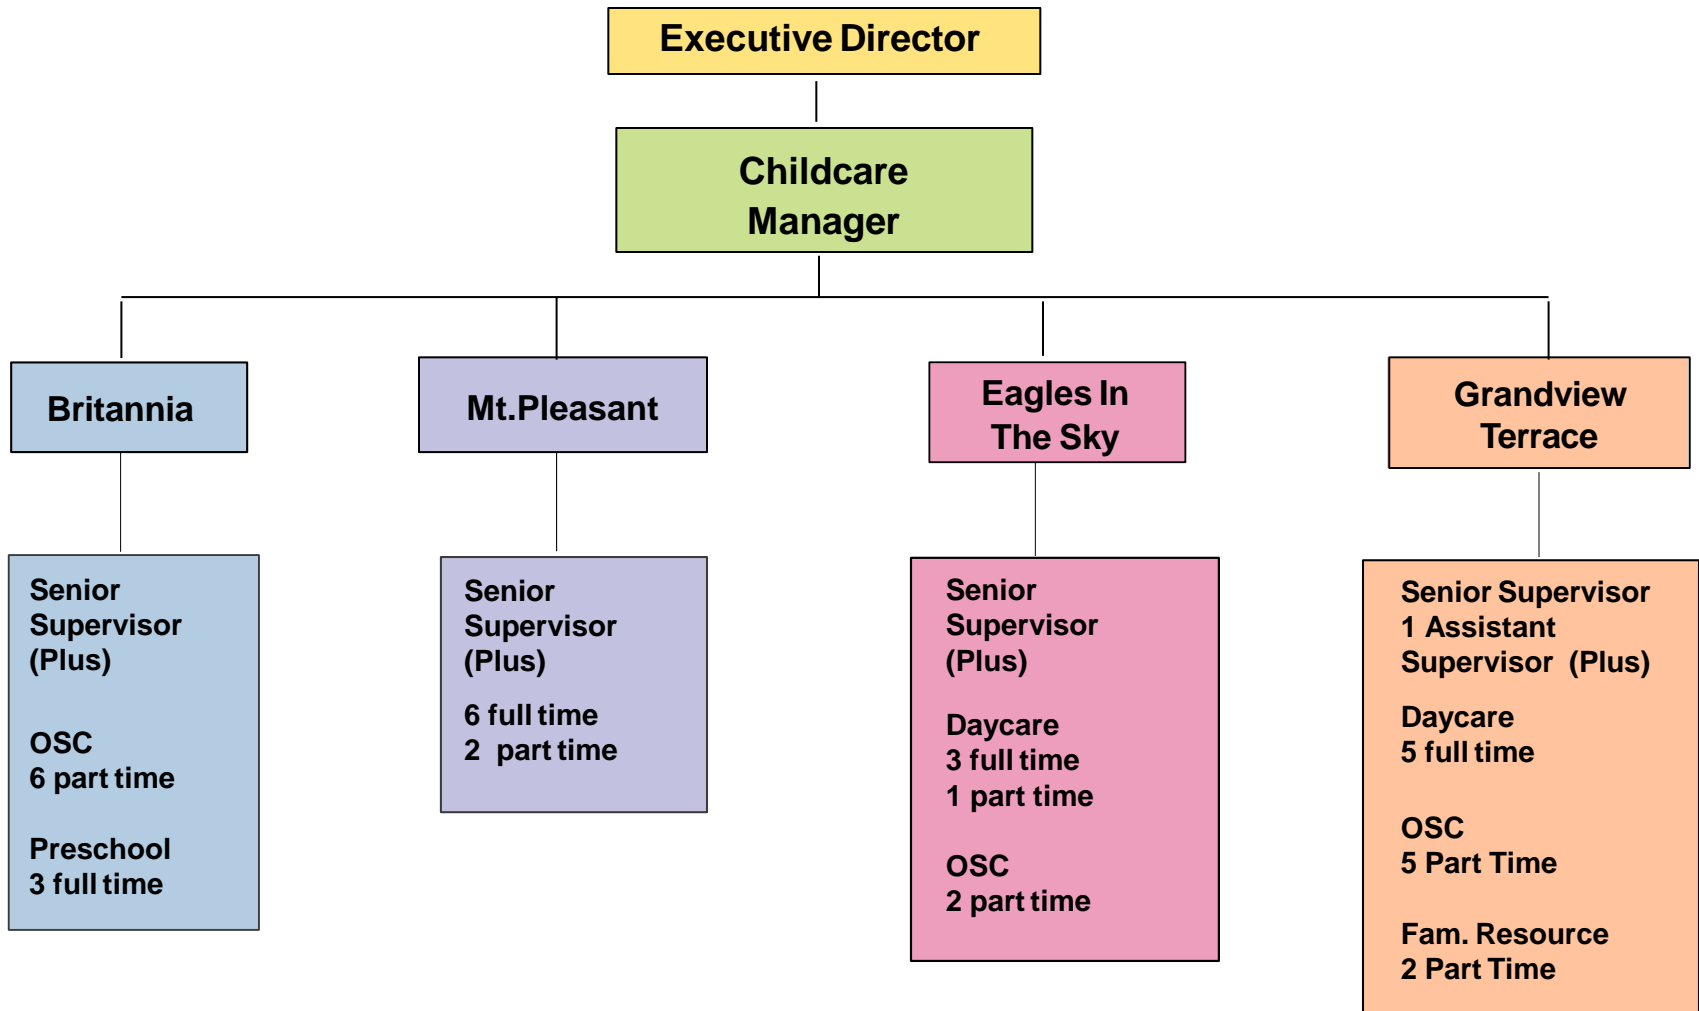 Executive Director
Childcare
Manager
Britannia
Mt.Pleasant
Eagles In
The Sky
Grandview
Terrace
Senior
Supervisor
(Plus)
OSC
6 part time
Preschool
3 full time
Senior
Supervisor
(Plus)
6 full time
2 part time
Senior
Supervisor
(Plus)
Daycare
3 full time
1 part time
OSC
2 part time
Senior Supervisor
1 Assistant
Supervisor (Plus)
Daycare
5 full time
OSC
5 Part Time
Fam. Resource
2 Part Time